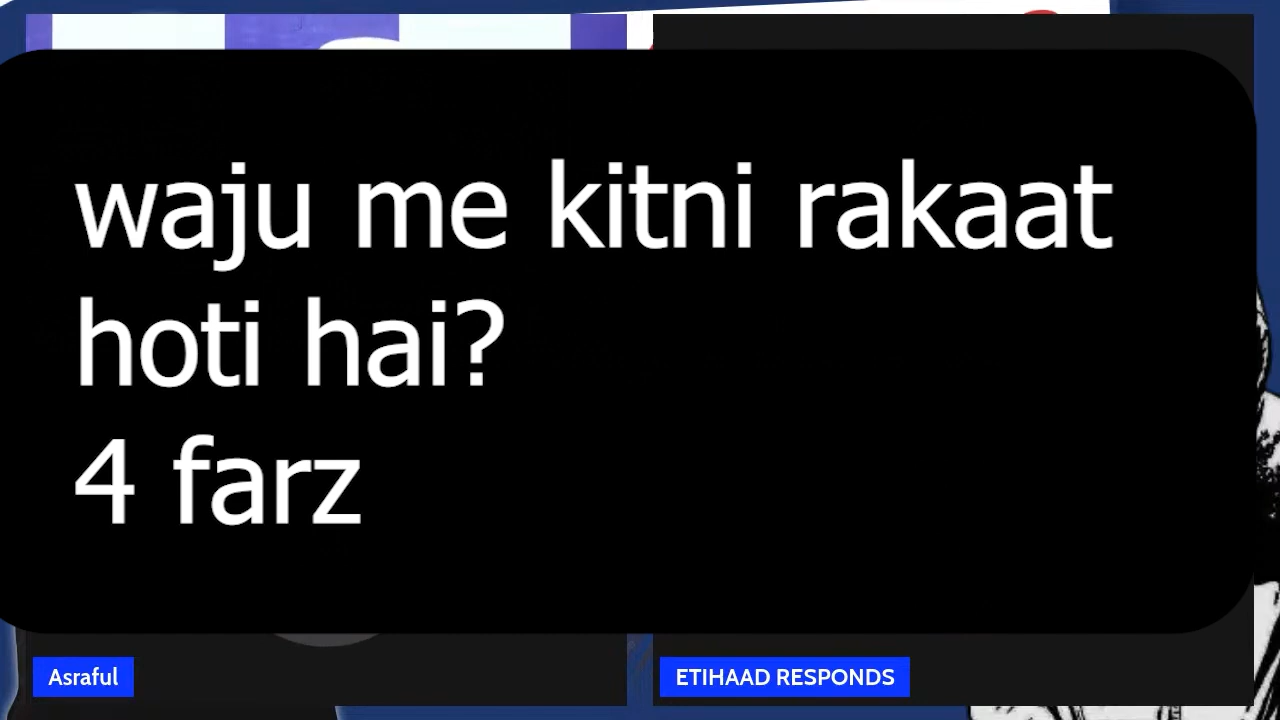 waju me kitni rakaat
hoti hai?
4 farz
Asraful
ETIHAAD RESPONDS